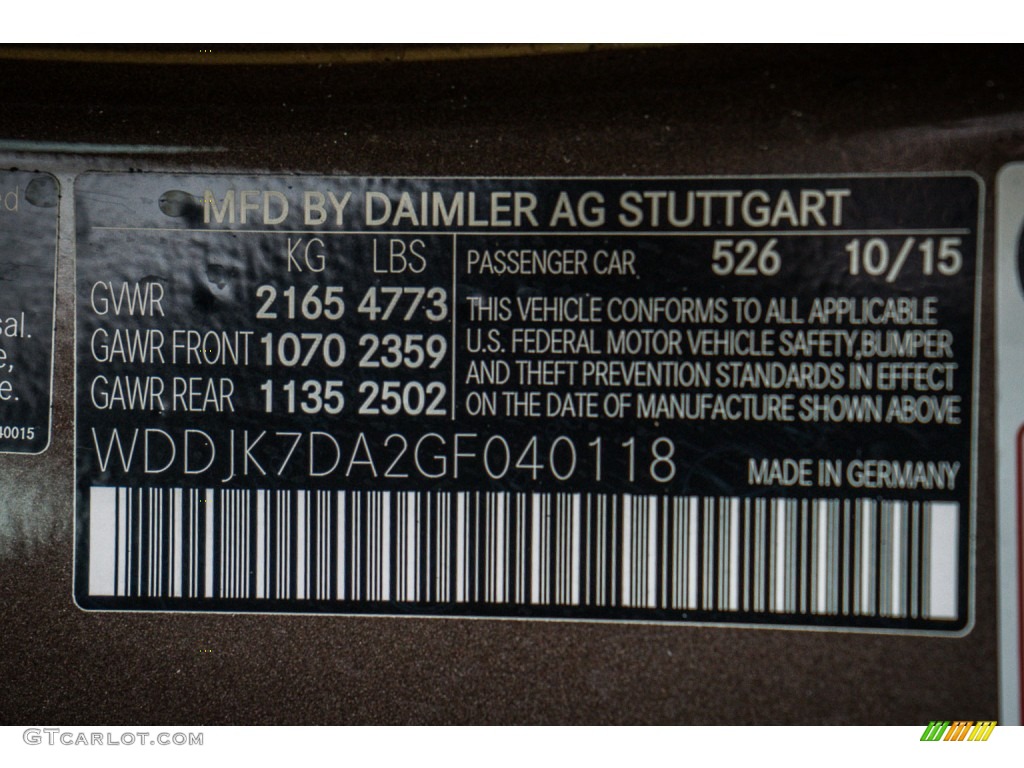 MFD BY DAIMLER AG STUTTGART
KG LBS
GVWR 2165 4773
GAWR FRONT 1070 2359
GAWR REAR 1135 2502
PASSENGER CAR 526 10/15
THIS VEHICLE CONFORMS TO ALL APPLICABLE
U.S. FEDERAL MOTOR VEHICLE SAFETY,BUMPER
AND THEFT PREVENTION STANDARDS IN EFFECT
ON THE DATE OF MANUFACTURE SHOWN ABOVE
WDDJK7DA2GF040118
MADE IN GERMANY
40015
GTCARLOT.COM